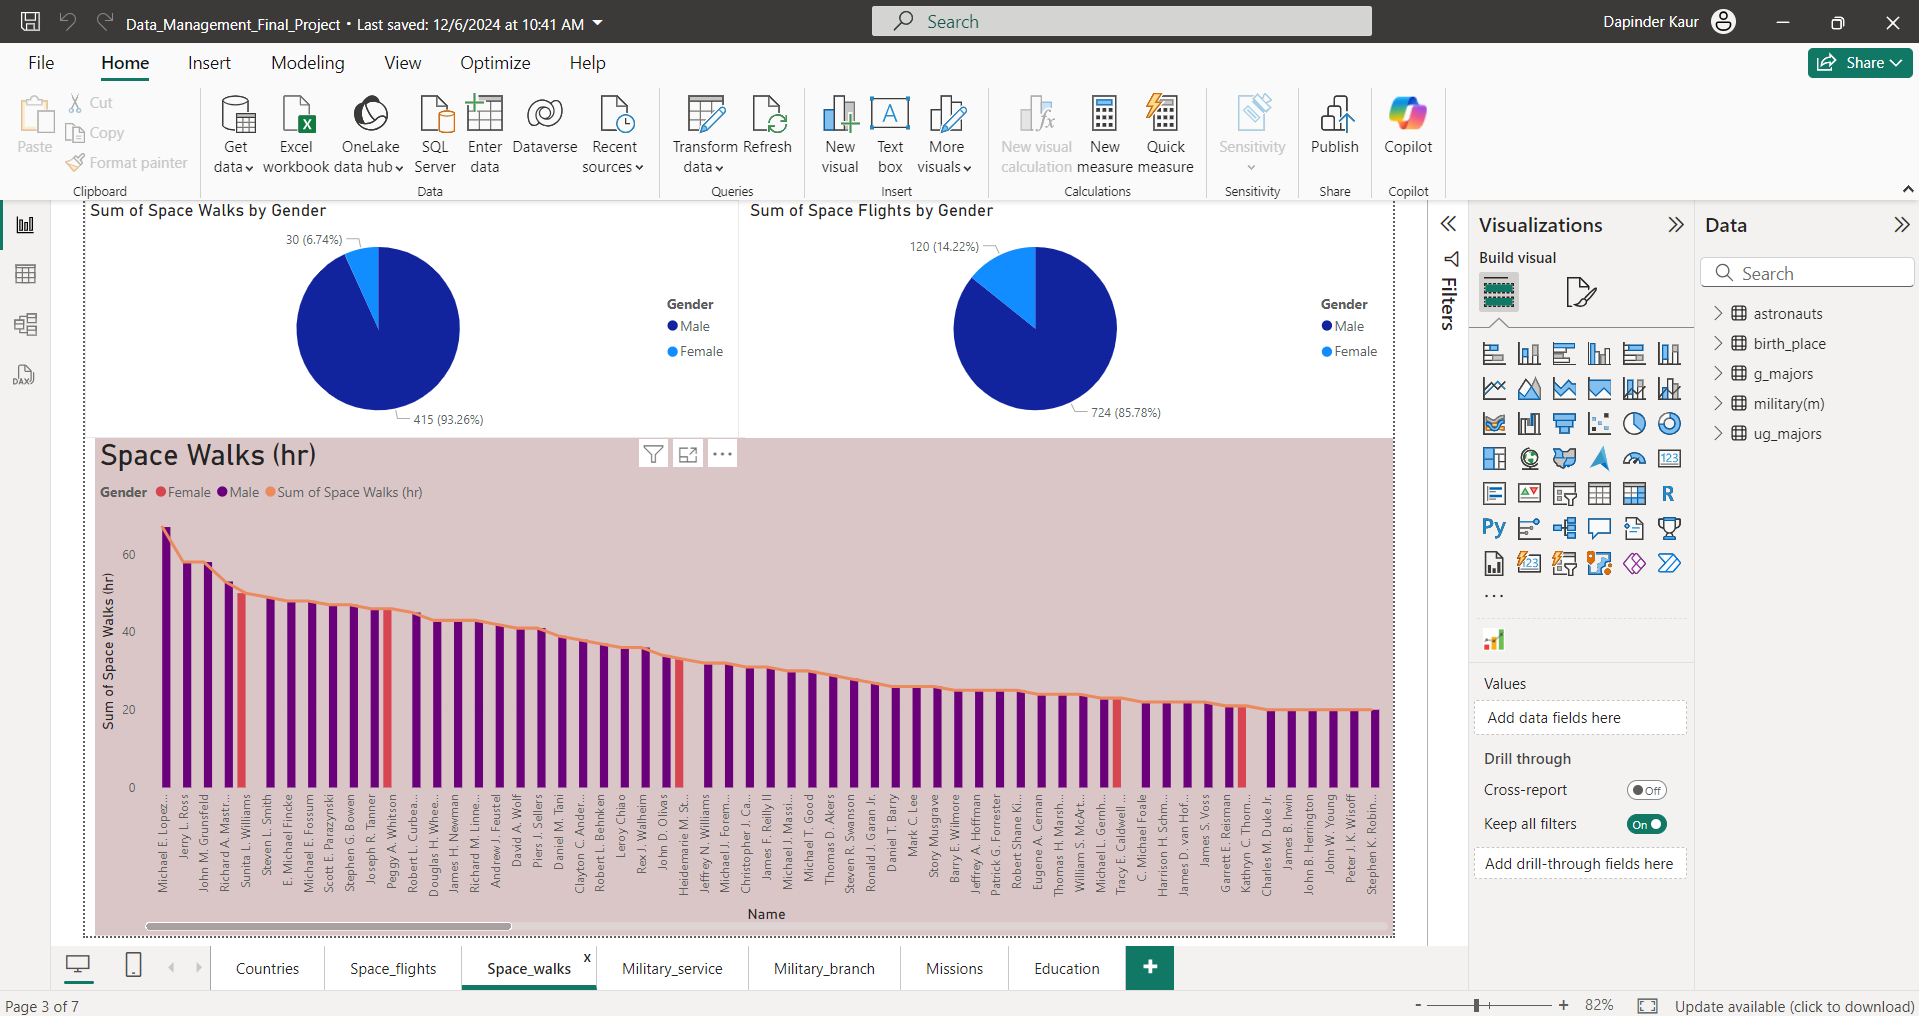 Data_Management_Final_Project • Last saved: 12/6/2024 at 10:41 AM
Search
Dapinder Kaur
File Home Insert Modeling View Optimize Help
Share
Paste
Cut
Copy
Format painter
Clipboard
Get data
Excel workbook
OneLake data hub
SQL Server
Enter data
Dataverse
Recent sources
Data
Transform data
Refresh
Queries
New visual
Text box
More visuals
Insert
New visual calculation
New measure
Quick measure
Calculations
Sensitivity
Sensitivity
Publish
Share
Copilot
Copilot
Sum of Space Walks by Gender
30 (6.74%)
415 (93.26%)
Gender
Male
Female
Sum of Space Flights by Gender
120 (14.22%)
724 (85.78%)
Gender
Male
Female
Space Walks (hr)
Gender Female Male Sum of Space Walks (hr)
Sum of Space Walks (hr)
60
40
20
0
Michael E. Lopez...
Jerry L. Ross
John M. Grunsfeld
Richard A. Mastr...
Sunita L. Williams
Steven L. Smith
E. Michael Fincke
Michael E. Fossum
Scott E. Parazynski
Stephen G. Bowen
Joseph R. Tanner
Peggy A. Whitson
Robert L. Curbea...
Douglas H. Whee...
James H. Newman
Richard M. Linne...
Andrew J. Feustel
David A. Wolf
Piers J. Sellers
Daniel M. Tani
Clayton C. Ander...
Robert L. Behnken
Leroy Chiao
Rex J. Walheim
John D. Olivas
Heidemarie M. St...
Jeffrey N. Williams
Michael J. Forem...
Christopher J. Ca...
James F. Reilly II
Michael J. Massi...
Michael T. Good
Thomas D. Akers
Steven R. Swanson
Ronald J. Garan Jr.
Daniel T. Barry
Mark C. Lee
Story Musgrave
Barry E. Wilmore
Jeffrey A. Hoffman
Patrick G. Forrester
Robert Shane Ki...
Eugene A. Cernan
Thomas H. Marsh...
William S. McArt...
Michael L. Gernh...
Tracy E. Caldwell ...
C. Michael Foale
Harrison H. Schm...
James D. van Hof...
James S. Voss
Garrett E. Reisman
Kathryn C. Thorn...
Charles M. Duke Jr.
James B. Irwin
John B. Herrington
John W. Young
Peter J. K. Wisoff
Stephen K. Robin...
Name
Filters
Visualizations
Build visual
123
R
Py
123
...
Values
Add data fields here
Drill through
Cross-report
Off
Keep all filters
On
Add drill-through fields here
Data
Search
astronauts
birth_place
g_majors
military(m)
ug_majors
DAX
Countries Space_flights Space_walks x Military_service Military_branch Missions Education +
Page 3 of 7
- + 82% Update available (click to download)